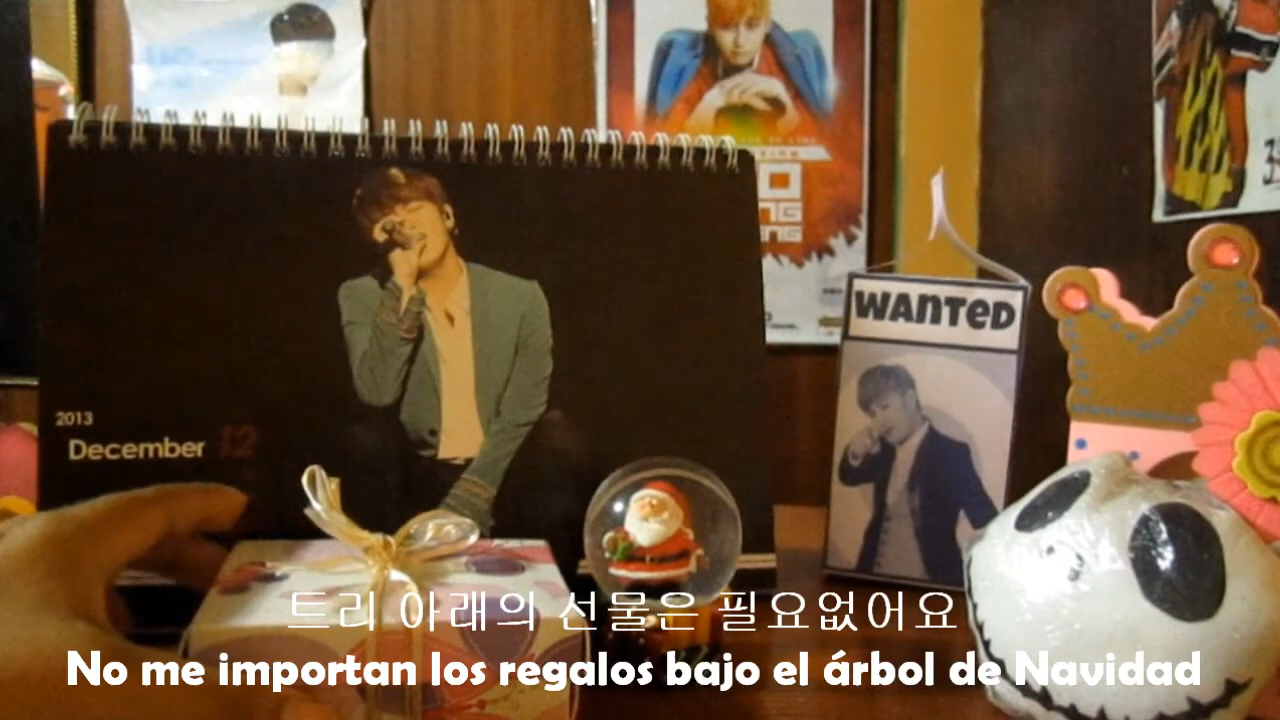 WANTED
2013
December 12
트리 아래의 선물은 필요없어요
No me importan los regalos bajo el árbol de Navidad